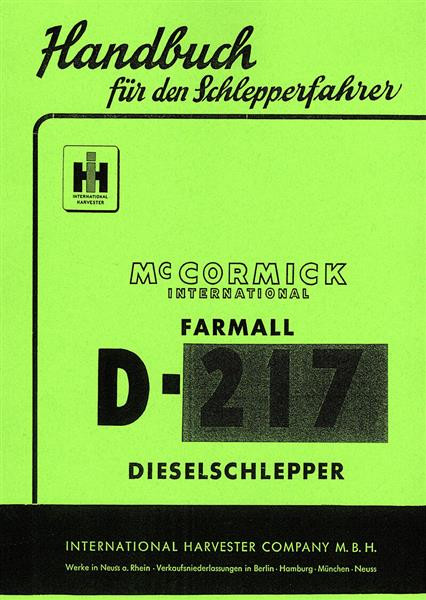 Handbuch
für den Schlepperfahrer
IH
INTERNATIONAL
HARVESTER
McCORMICK
INTERNATIONAL
FARMALL
D-217
DIESELSCHLEPPER
INTERNATIONAL HARVESTER COMPANY M. B. H.
Werke in Neuss a. Rhein · Verkaufsniederlassungen in Berlin · Hamburg · München · Neuss